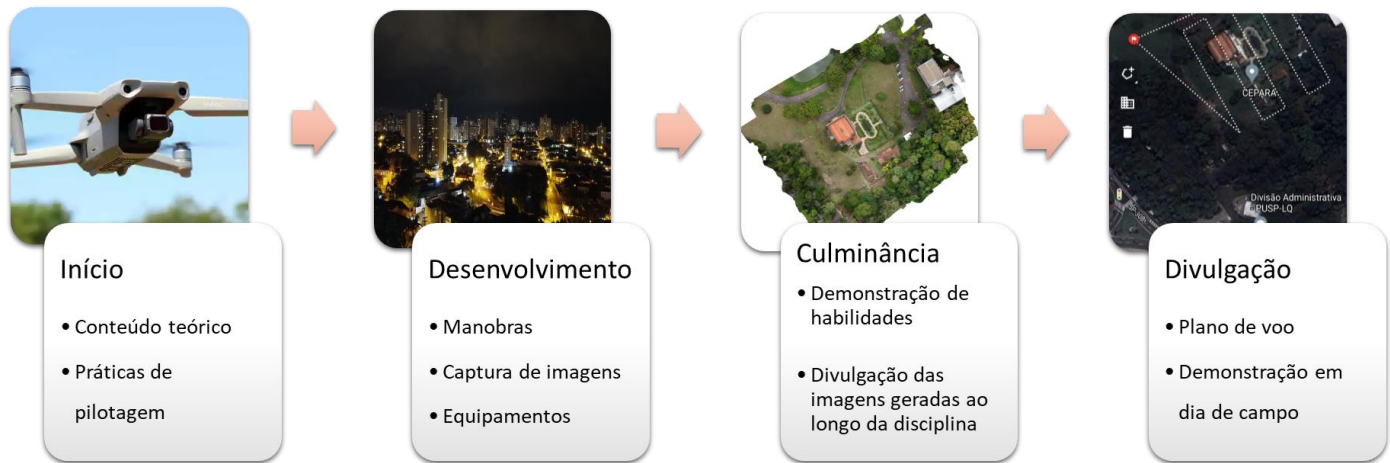 CEPARA
Divisão Administrativa
PUSP-LQ
Início
• Conteúdo teórico
• Práticas de
pilotagem
Desenvolvimento
• Manobras
• Captura de imagens
• Equipamentos
Culminância
• Demonstração de
habilidades
• Divulgação das
imagens geradas ao
longo da disciplina
Divulgação
• Plano de voo
• Demonstração em
dia de campo